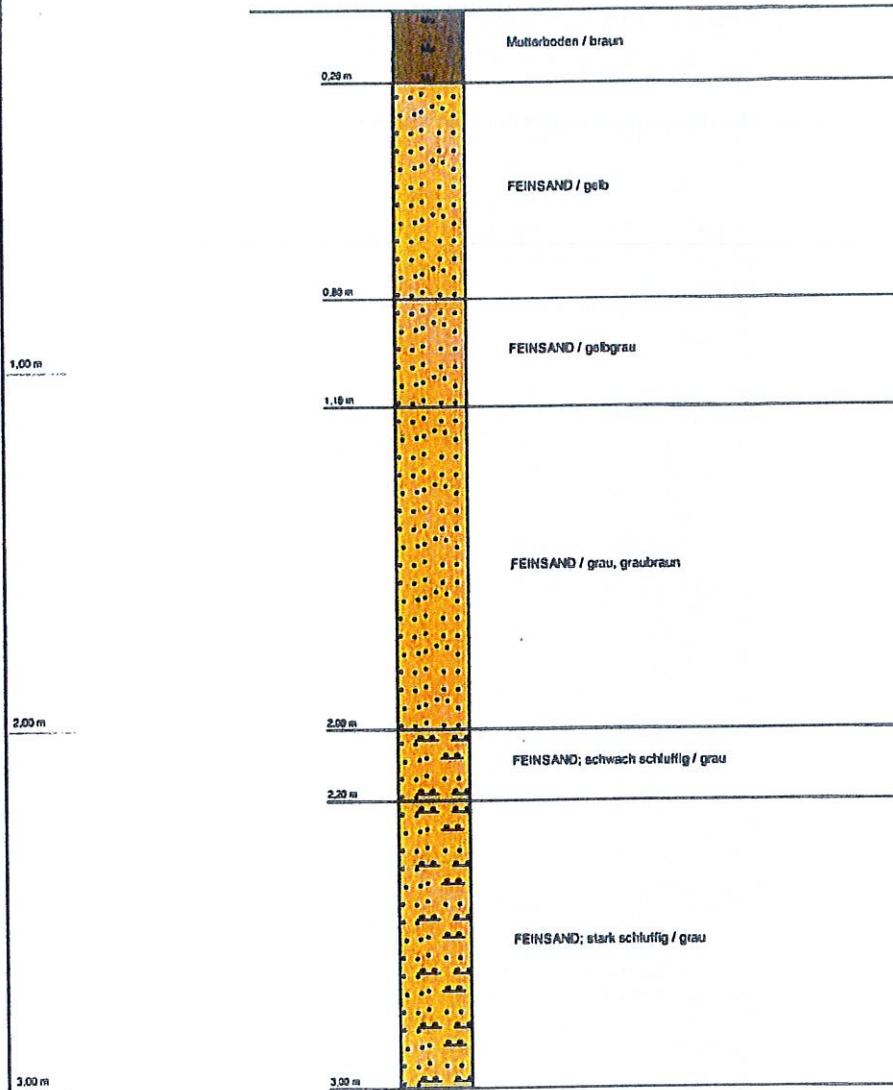 Mutterboden / braun
0,20 m
FEINSAND / gelb
0,80 m
FEINSAND / gelbgrau
1,00 m
1,10 m
FEINSAND / grau, graubraun
2,00 m
2,00 m
FEINSAND; schwach schluffig / grau
2,20 m
FEINSAND; stark schluffig / grau
3,00 m
3,00 m